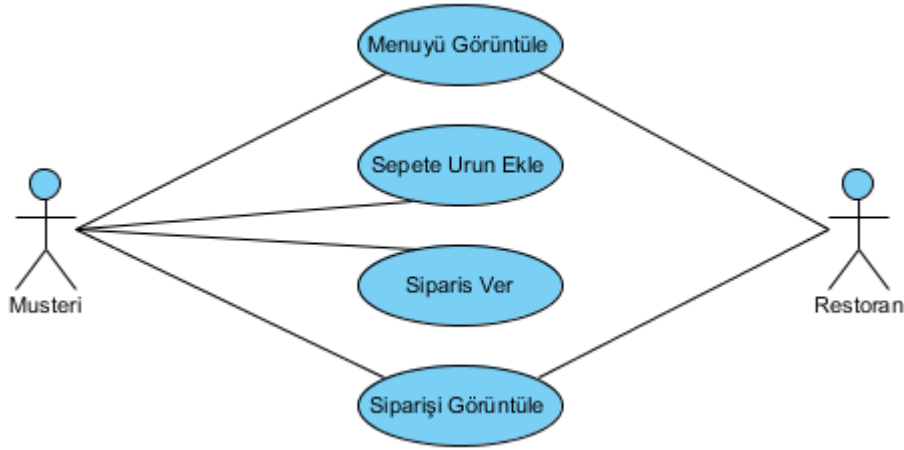 Menuyü Görüntüle
Sepete Urun Ekle
Musteri
Restoran
Siparis Ver
Siparişi Görüntüle